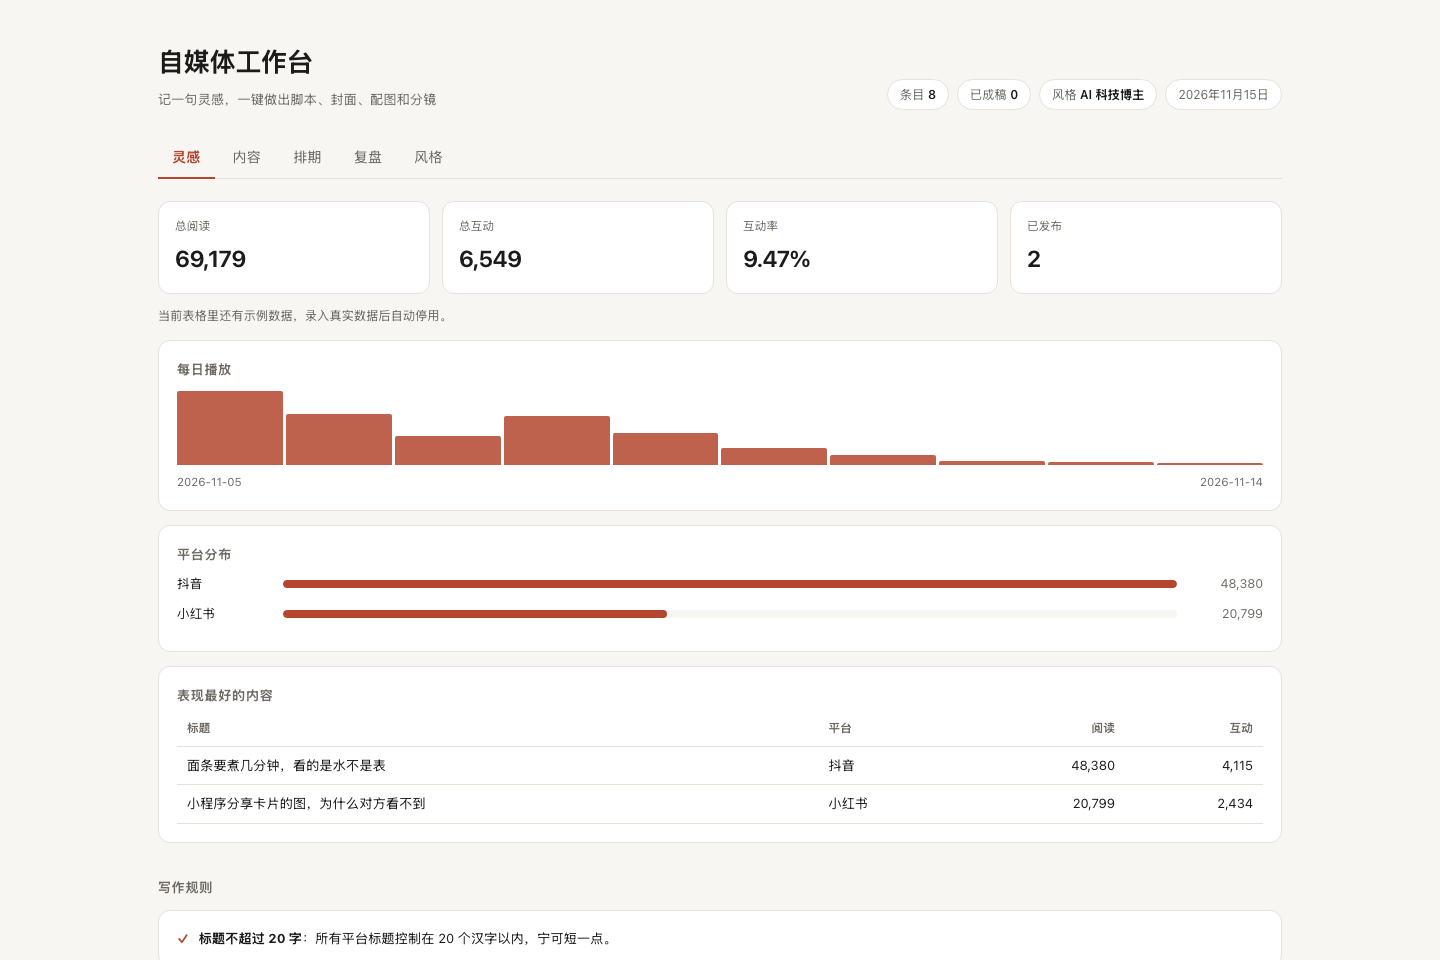 自媒体工作台
记一句灵感，一键做出脚本、封面、配图和分镜
条目 8
已成稿 0
风格 AI 科技博主
2026年11月15日
灵感
内容
排期
复盘
风格
总阅读
69,179
总互动
6,549
互动率
9.47%
已发布
2
当前表格里还有示例数据，录入真实数据后自动停用。
每日播放
2026-11-05
2026-11-14
平台分布
抖音 48,380
小红书 20,799
表现最好的内容
标题 平台 阅读 互动
面条要煮几分钟，看的是水不是表 抖音 48,380 4,115
小程序分享卡片的图，为什么对方看不到 小红书 20,799 2,434
写作规则
标题不超过 20 字：所有平台标题控制在 20 个汉字以内，宁可短一点。